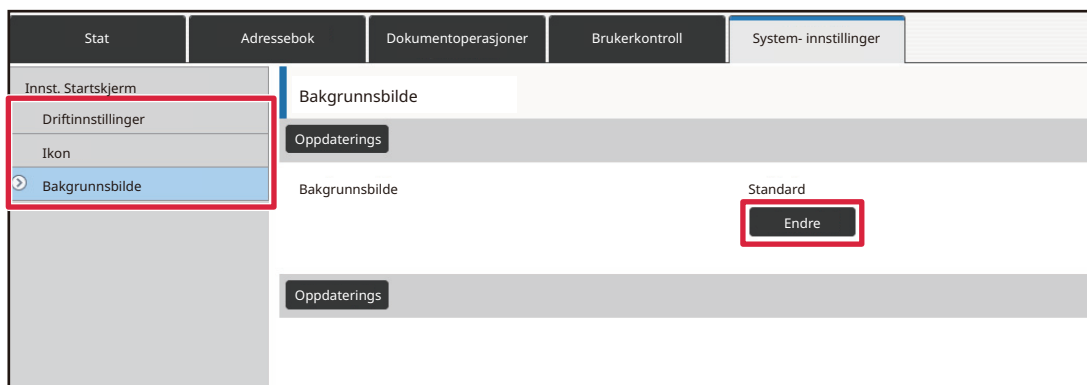 Stat
Adressebok
Dokumentoperasjoner
Brukerkontroll
System- innstillinger
Innst. Startskjerm
Driftinnstillinger
Ikon
Bakgrunnsbilde
Bakgrunnsbilde
Oppdaterings
Bakgrunnsbilde
Standard
Endre
Oppdaterings